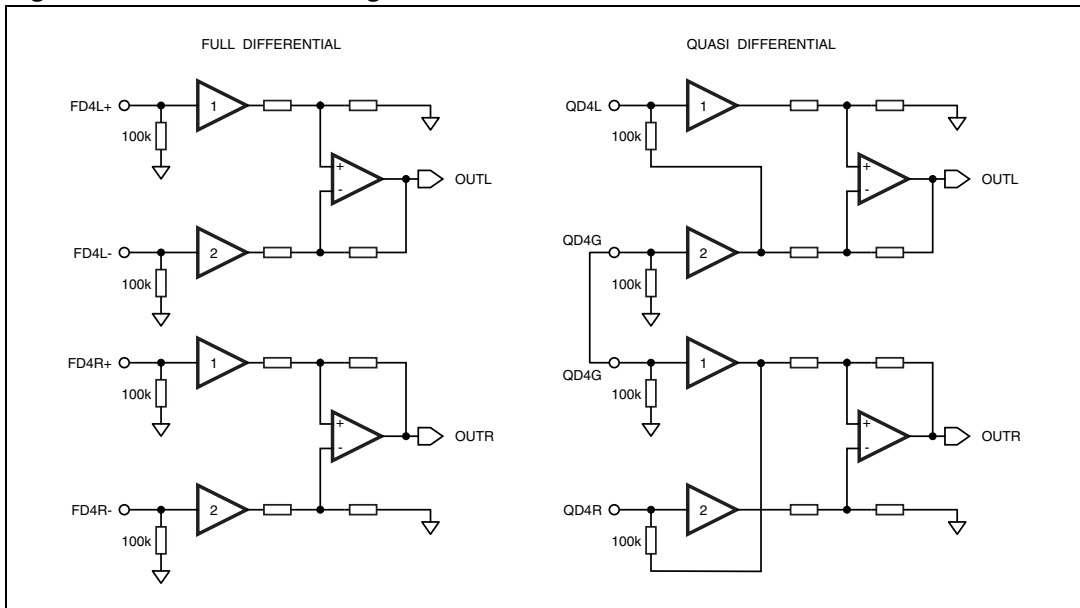 FULL DIFFERENTIAL
FD4L+
100k
1
+
-
OUTL
FD4L-
100k
2
FD4R+
100k
1
+
-
OUTR
FD4R-
100k
2
QUASI DIFFERENTIAL
QD4L
100k
1
+
-
OUTL
QD4G
100k
2
QD4G
100k
1
+
-
OUTR
QD4R
100k
2